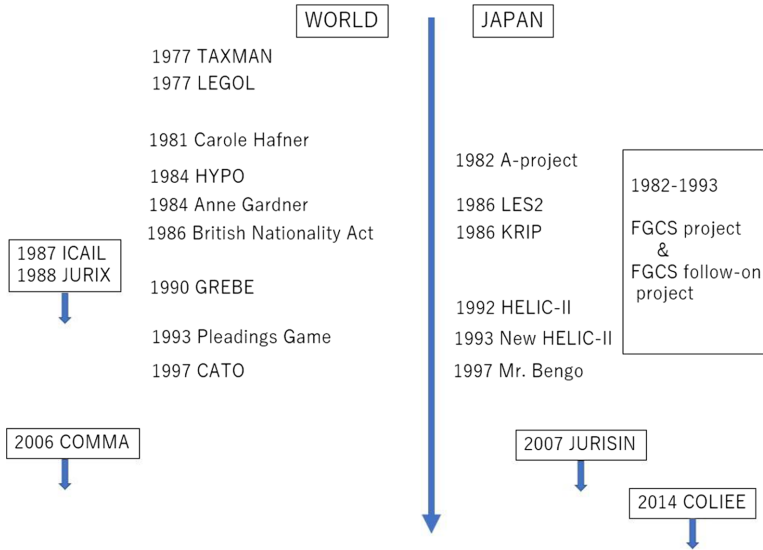 WORLD
JAPAN
1977 TAXMAN
1977 LEGOL
1981 Carole Hafner
1984 HYPO
1984 Anne Gardner
1986 British Nationality Act
1987 ICAIL
1988 JURIX
1990 GREBE
1993 Pleadings Game
1997 CATO
2006 COMMA
1982 A-project
1986 LES2
1986 KRIP
1992 HELIC-II
1993 New HELIC-II
1997 Mr. Bengo
1982-1993
FGCS project
&
FGCS follow-on
project
2007 JURISIN
2014 COLIEE